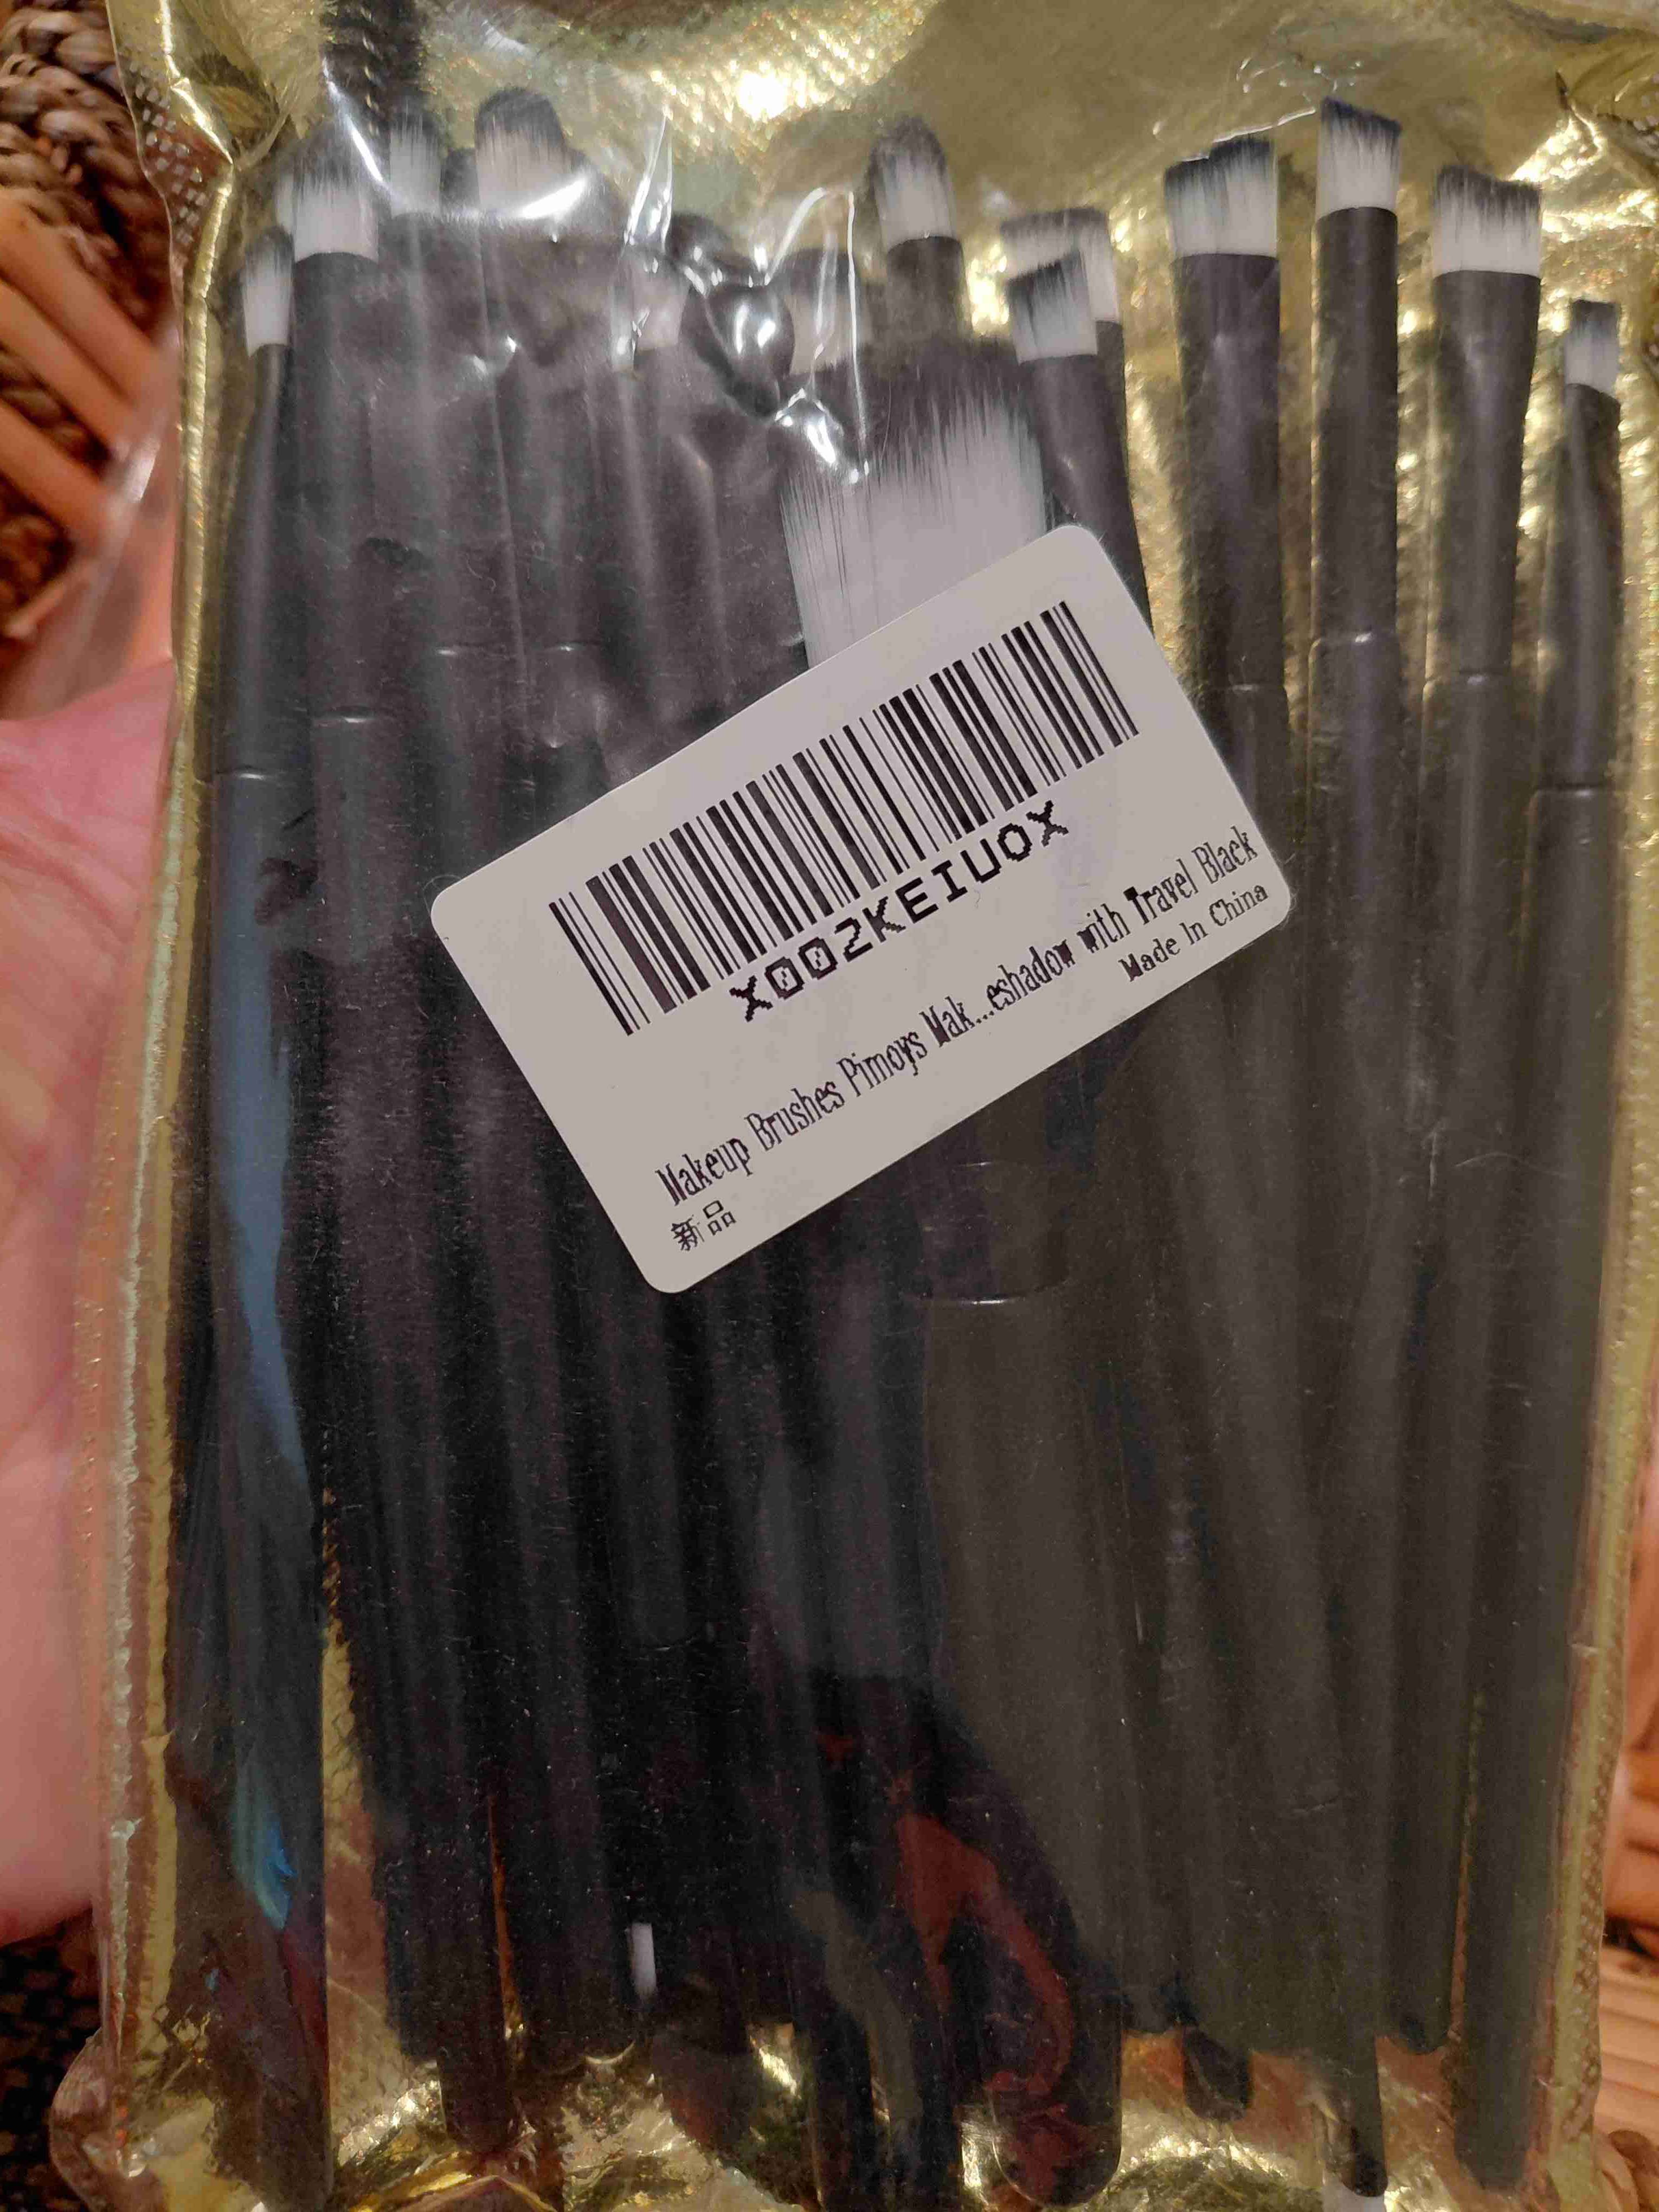 X002KEIUOX
Makeup Brushes Pimoys Mak...eshadow with Travel Black
新品
Made In China